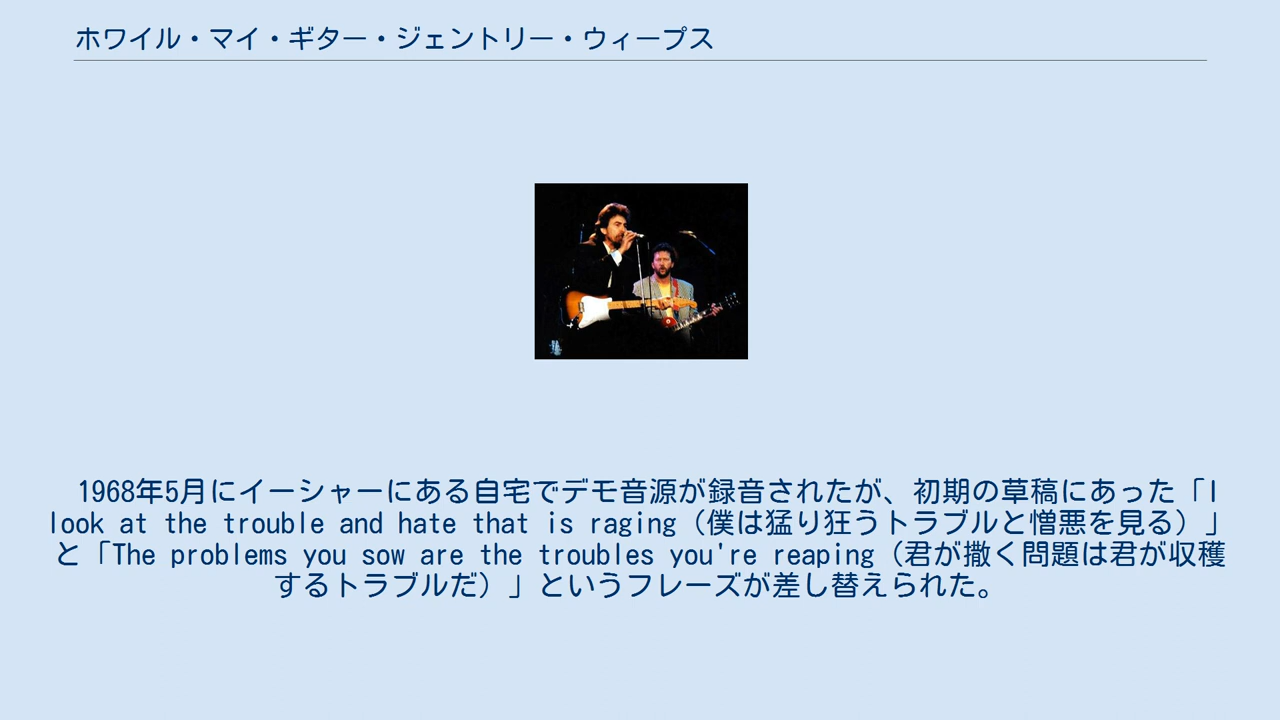 ホワイル・マイ・ギター・ジェントリー・ウィープス
1968年5月にイーシャーにある自宅でデモ音源が録音されたが、初期の草稿にあった「I
look at the trouble and hate that is raging（僕は猛り狂うトラブルと憎悪を見る）」
と「The problems you sow are the troubles you're reaping（君が撒く問題は君が収穫
するトラブルだ）」というフレーズが差し替えられた。